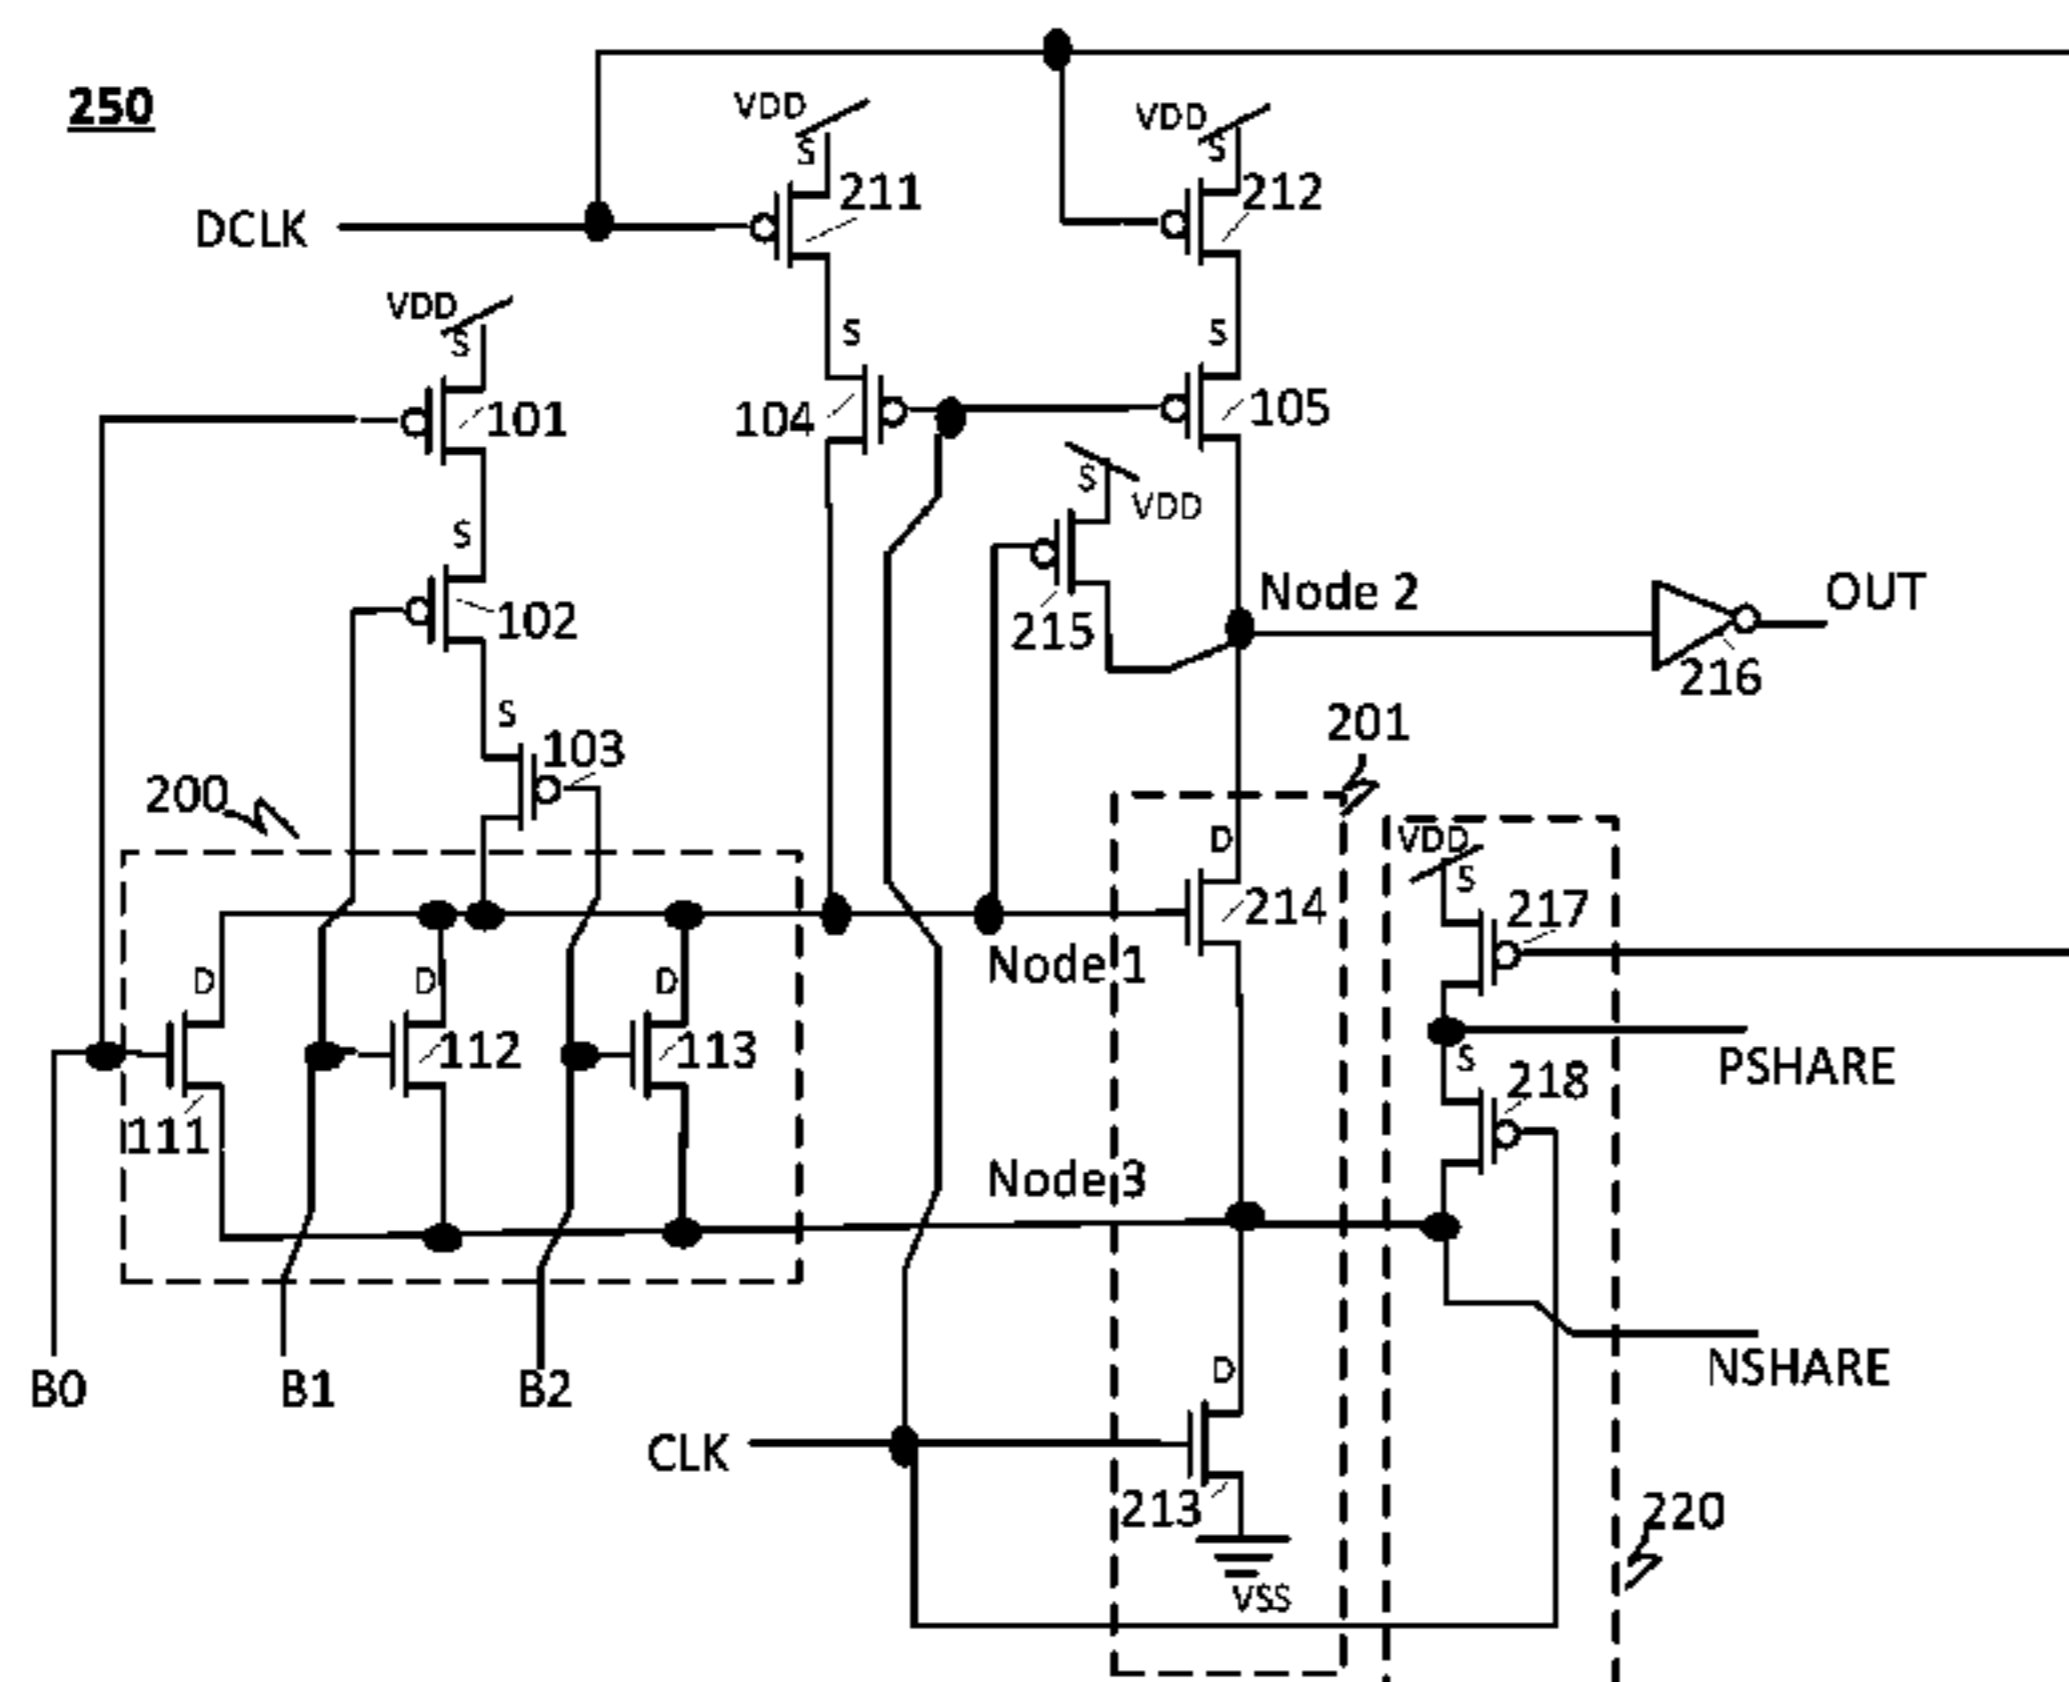 250
VDD
VDD
S
S
211
212
DCLK
VDD
S
S
S
101
104
105
S
VDD
S
102
215
Node 2
OUT
216
S
103
201
200
D
VDD
S
214
217
Node 1
D
D
D
112
113
PSHARE
S
218
111
Node 3
B0
B1
B2
D
NSHARE
CLK
213
220
VSS